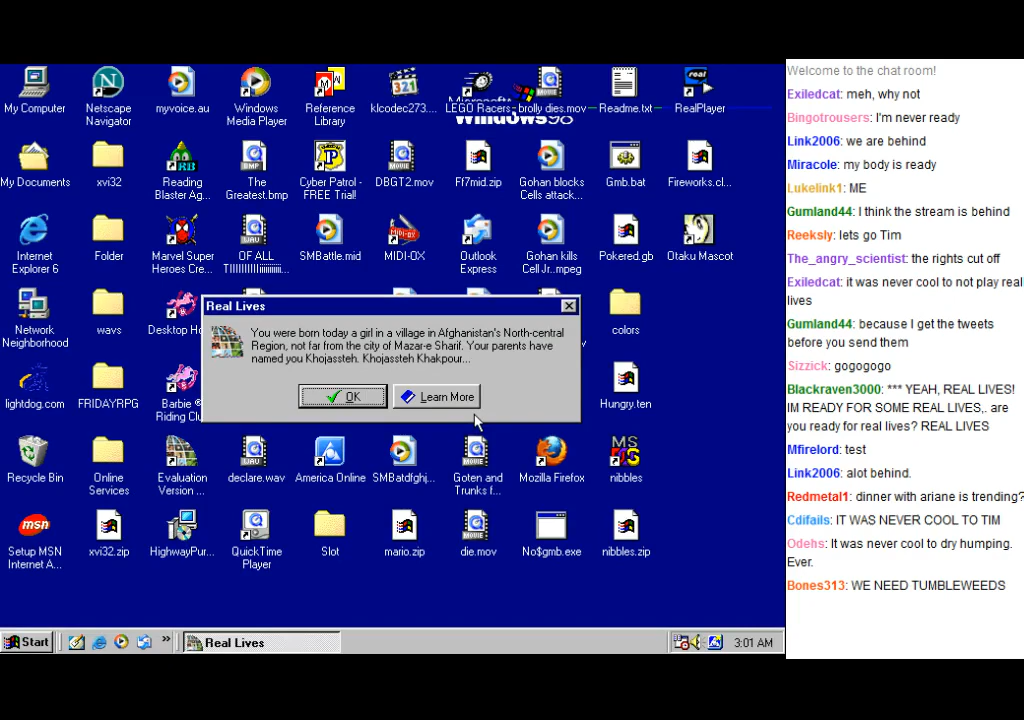 My Computer
Netscape
Navigator
myvoice.au
Windows
Media Player
Reference
Library
klcodec273....
LEGO Racers
brolly dies.mov
Readme.txt
RealPlayer
Windows98
My Documents
xvi32
Reading
Blaster Ag...
The
Greatest.bmp
Cyber Patrol -
FREE Trial!
DBGT2.mov
Ff7mid.zip
Gohan blocks
Cells attack...
Gmb.bat
Fireworks.cl...
Internet
Explorer 6
Folder
Marvel Super
Heroes Cre...
OF ALL
SMBattle.mid
MIDI-OX
Outlook
Express
Gohan kills
Cell Jr..mpeg
Pokered.gb
Otaku Mascot
Network
Neighborhood
wavs
Desktop Ho
colors
Real Lives
You were born today a girl in a village in Afghanistan's North-central
Region, not far from the city of Mazar-e Sharif. Your parents have
named you Khojassteh. Khojassteh Khakpour...
OK
Learn More
lightdog.com
FRIDAYRPG
Barbie ®
Riding Clu
Hungry.ten
Recycle Bin
Online
Services
Evaluation
Version ...
declare.wav
America Online
SMBatdfghj...
Goten and
Trunks f...
Mozilla Firefox
nibbles
Setup MSN
Internet A...
xvi32.zip
HighwayPur...
QuickTime
Player
Slot
mario.zip
die.mov
No$gmb.exe
nibbles.zip
Start
Real Lives
3:01 AM
Welcome to the chat room!
Exiledcat: meh, why not
Bingotrousers: I'm never ready
Link2006: we are behind
Miracole: my body is ready
Lukelink1: ME
Gumland44: I think the stream is behind
Reeksly: lets go Tim
The_angry_scientist: the rights cut off
Exiledcat: it was never cool to not play real
lives
Gumland44: because I get the tweets
before you send them
Sizzick: gogogogo
Blackraven3000: *** YEAH, REAL LIVES!
IM READY FOR SOME REAL LIVES,. are
you ready for real lives? REAL LIVES
Mfirelord: test
Link2006: alot behind.
Redmetal1: dinner with ariane is trending?
Cdifails: IT WAS NEVER COOL TO TIM
Odehs: It was never cool to dry humping.
Ever.
Bones313: WE NEED TUMBLEWEEDS